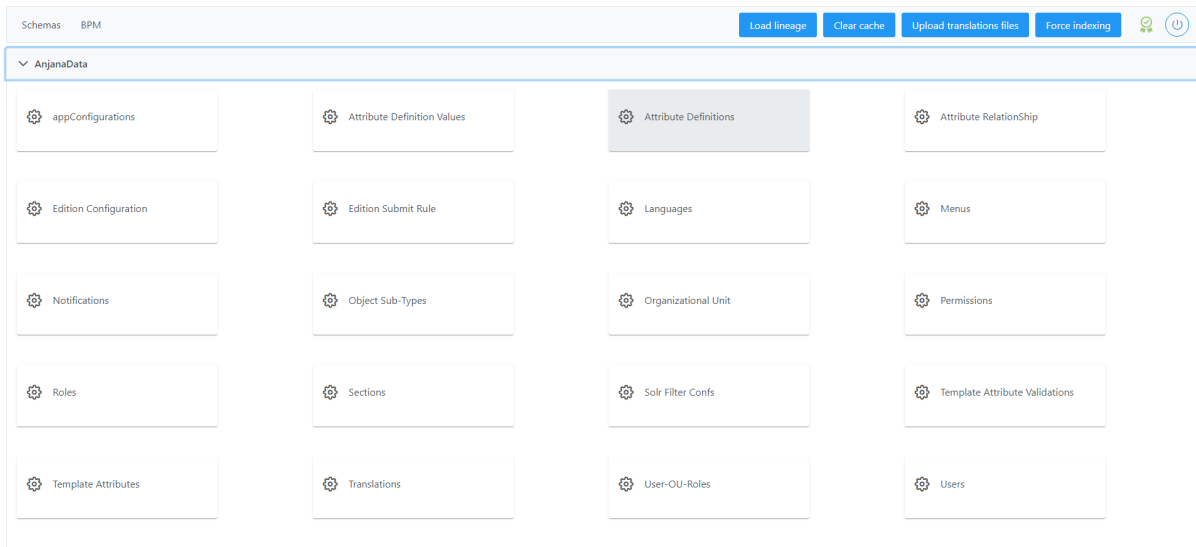 Schemas BPM Load lineage Clear cache Upload translations files Force indexing
AnjanaData
appConfigurations Attribute Definition Values Attribute Definitions Attribute RelationShip
Edition Configuration Edition Submit Rule Languages Menus
Notifications Object Sub-Types Organizational Unit Permissions
Roles Sections Solr Filter Confs Template Attribute Validations
Template Attributes Translations User-OU-Roles Users